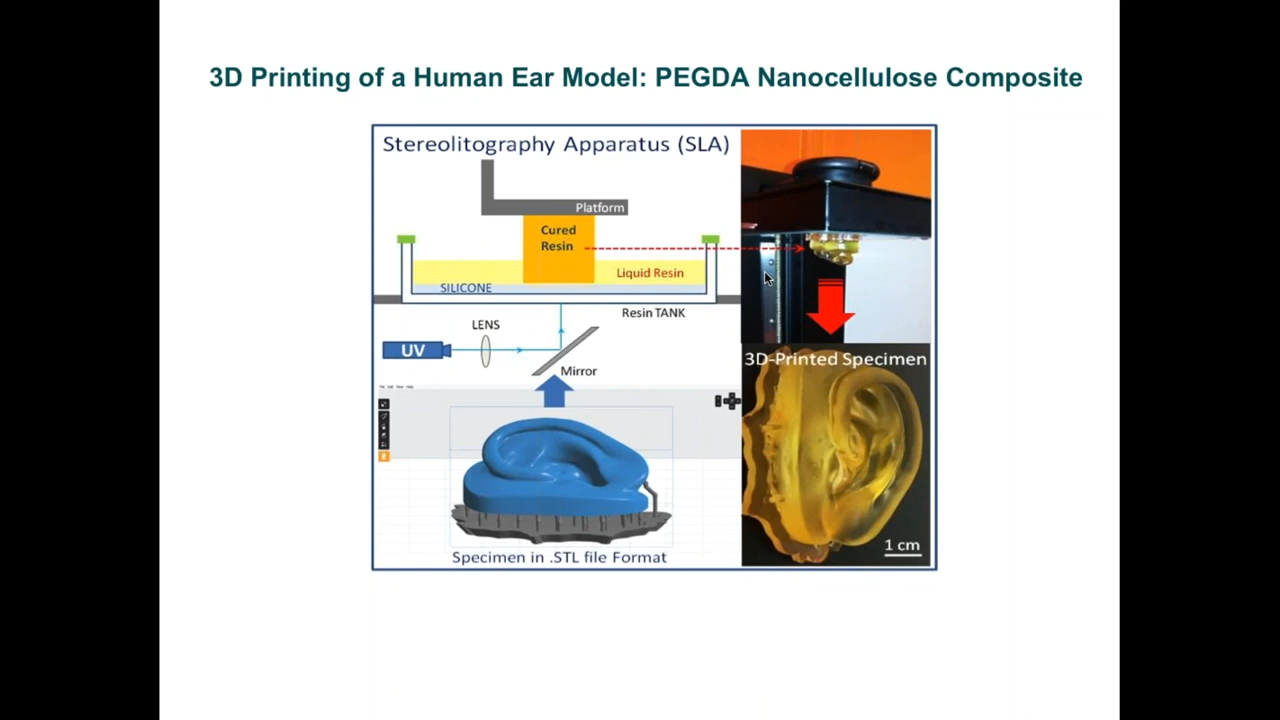 3D Printing of a Human Ear Model: PEGDA Nanocellulose Composite
Stereolitography Apparatus (SLA)
Platform
Cured
Resin
Liquid Resin
SILICONE
Resin TANK
LENS
UV
Mirror
3D-Printed Specimen
1 cm
Specimen in .STL file Format